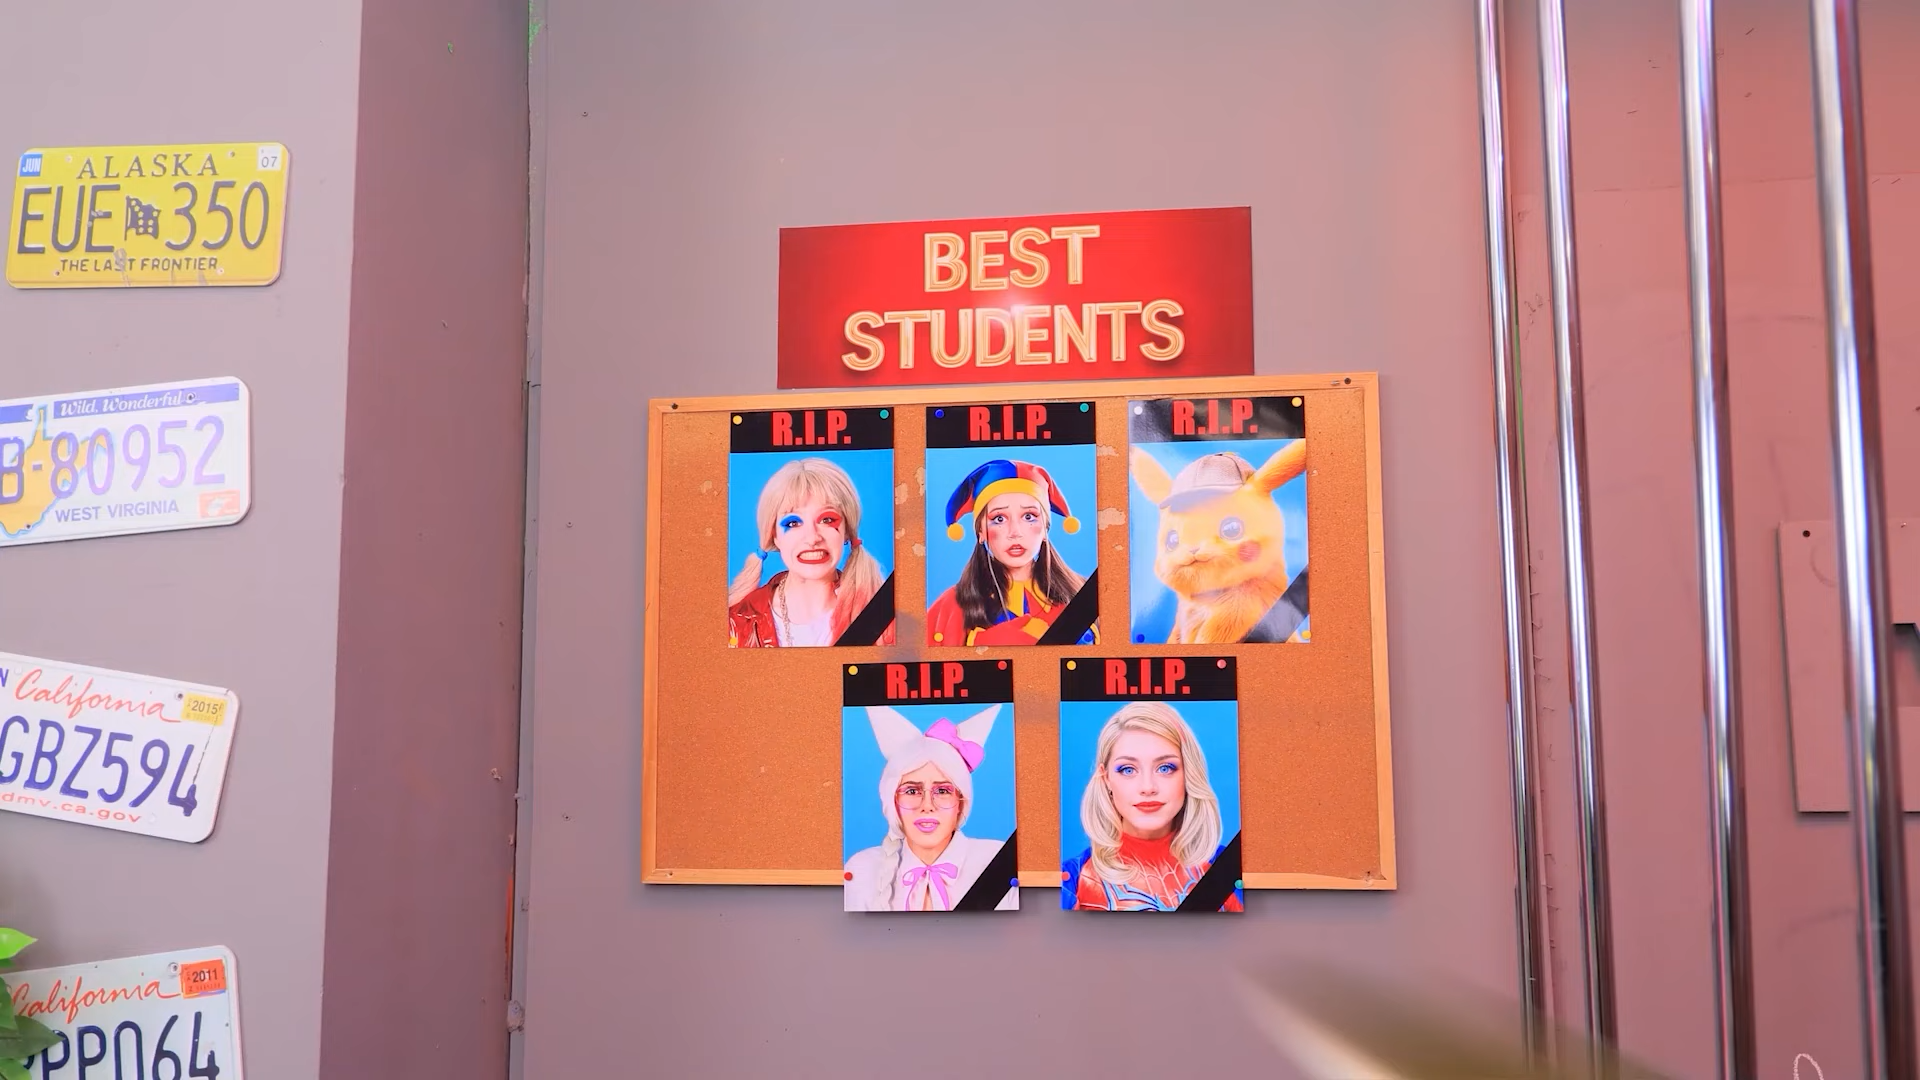 JUN
ALASKA
07
EUE 350
THE LAST FRONTIER
Wild, Wonderful
B-80952
WEST VIRGINIA
California
2015
GBZ594
dmv.ca.gov
California
2011
PP064
BEST
STUDENTS
R.I.P.
R.I.P.
R.I.P.
R.I.P.
R.I.P.